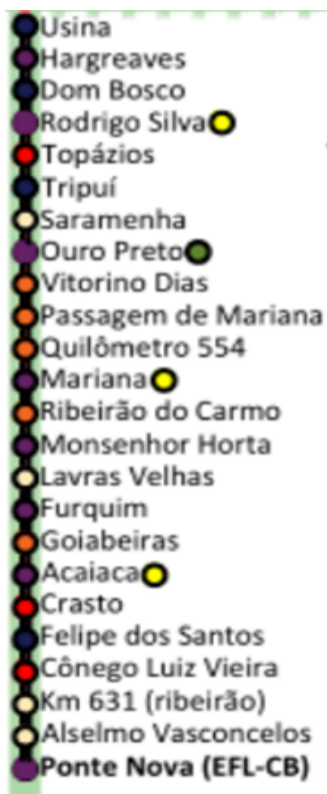 Usina
Hargreaves
Dom Bosco
Rodrigo Silva
Topázios
Tripuí
Saramenha
Ouro Preto
Vitorino Dias
Passagem de Mariana
Quilômetro 554
Mariana
Ribeirão do Carmo
Monsenhor Horta
Lavras Velhas
Furquim
Goiabeiras
Acaiaca
Crasto
Felipe dos Santos
Cônego Luiz Vieira
Km 631 (ribeirão)
Alselmo Vasconcelos
Ponte Nova (EFL-CB)